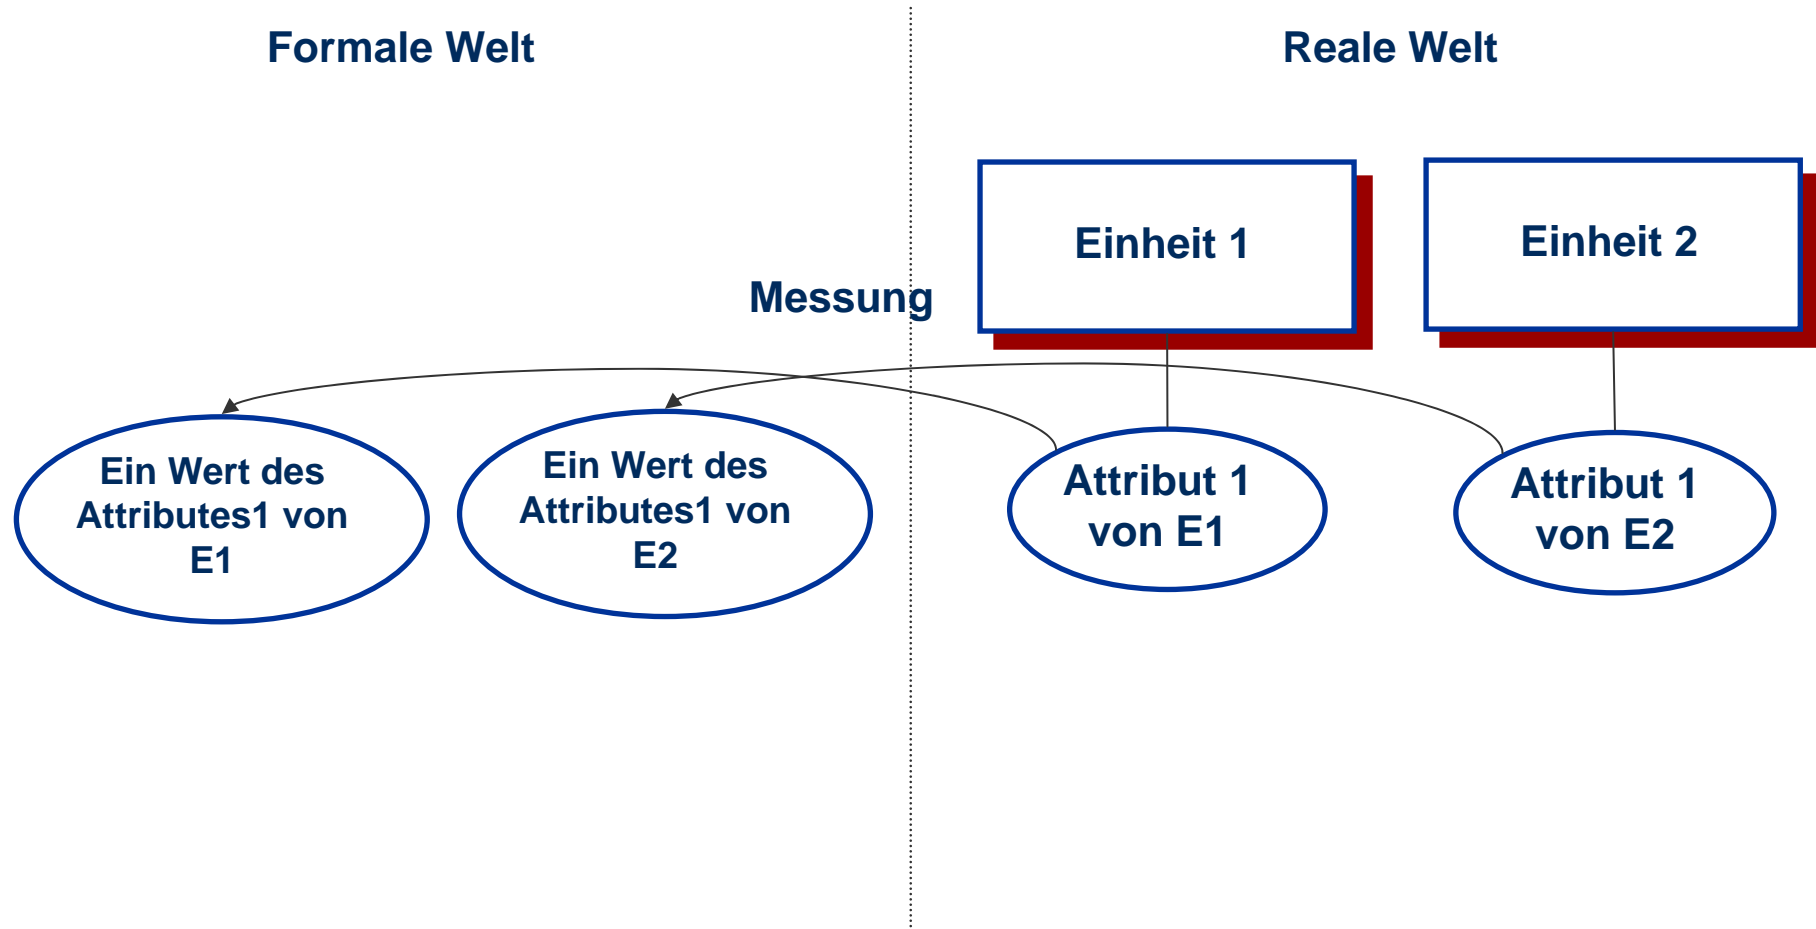 Formale Welt
Reale Welt
Einheit 1
Einheit 2
Messung
Ein Wert des
Attributes1 von
E1
Ein Wert des
Attributes1 von
E2
Attribut 1
von E1
Attribut 1
von E2